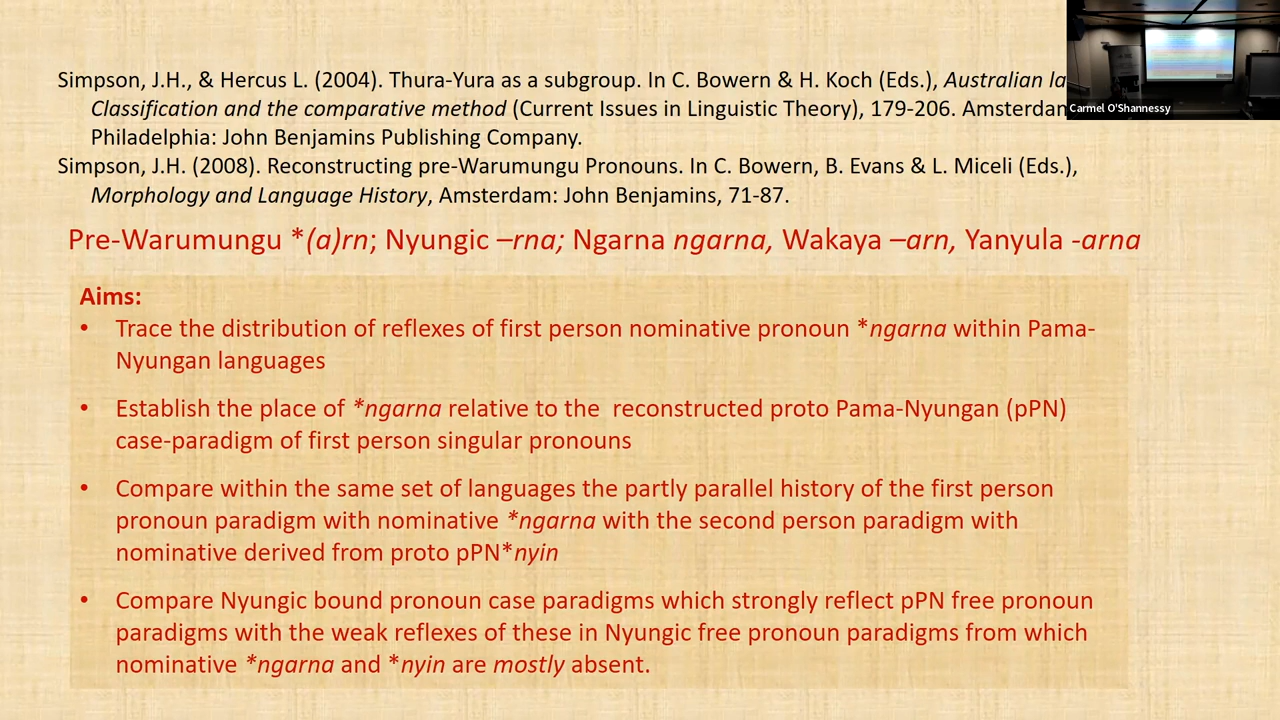 Simpson, J.H., & Hercus L. (2004). Thura-Yura as a subgroup. In C. Bowern & H. Koch (Eds.), Australian
Classification and the comparative method (Current Issues in Linguistic Theory), 179-206.
Philadelphia: John Benjamins Publishing Company.
Simpson, J.H. (2008). Reconstructing pre-Warumungu Pronouns. In C. Bowern, B. Evans & L. Miceli (Eds.),
Morphology and Language History, Amsterdam: John Benjamins, 71-87.
Carmel O'Shannessy
Pre-Warumungu *(a)rn; Nyungic –rna; Ngarna ngarna, Wakaya –arn, Yanyula -arna
Aims:
• Trace the distribution of reflexes of first person nominative pronoun *ngarna within Pama-
Nyungan languages
• Establish the place of *ngarna relative to the reconstructed proto Pama-Nyungan (pPN)
case-paradigm of first person singular pronouns
• Compare within the same set of languages the partly parallel history of the first person
pronoun paradigm with nominative *ngarna with the second person paradigm with
nominative derived from proto pPN*nyin
• Compare Nyungic bound pronoun case paradigms which strongly reflect pPN free pronoun
paradigms with the weak reflexes of these in Nyungic free pronoun paradigms from which
nominative *ngarna and *nyin are mostly absent.